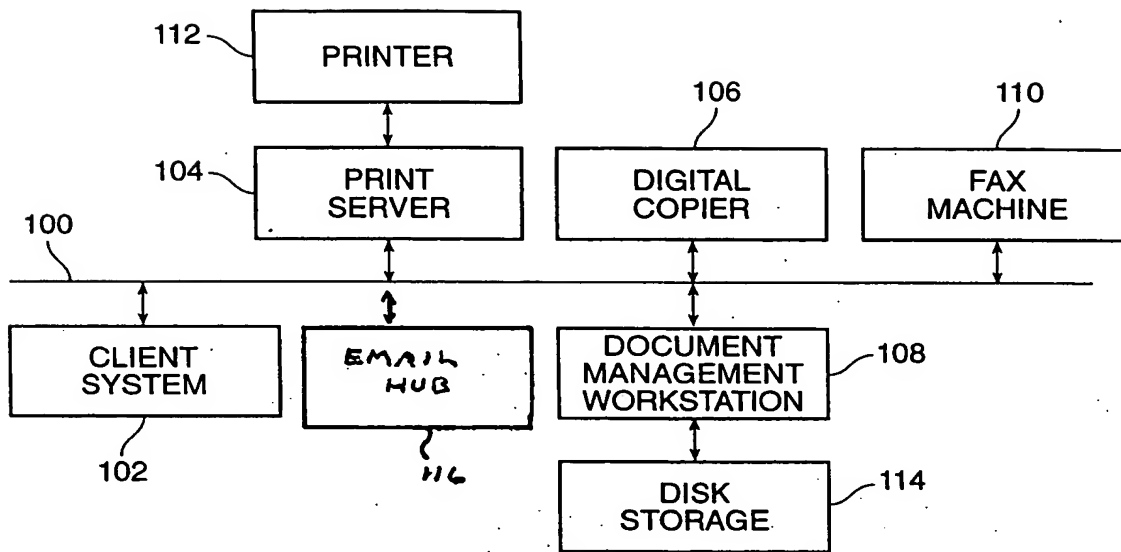 112
PRINTER
106
110
104
PRINT
SERVER
DIGITAL
COPIER
FAX
MACHINE
100
CLIENT
SYSTEM
EMAIL
HUB
DOCUMENT
MANAGEMENT
WORKSTATION
108
102
116
DISK
STORAGE
114